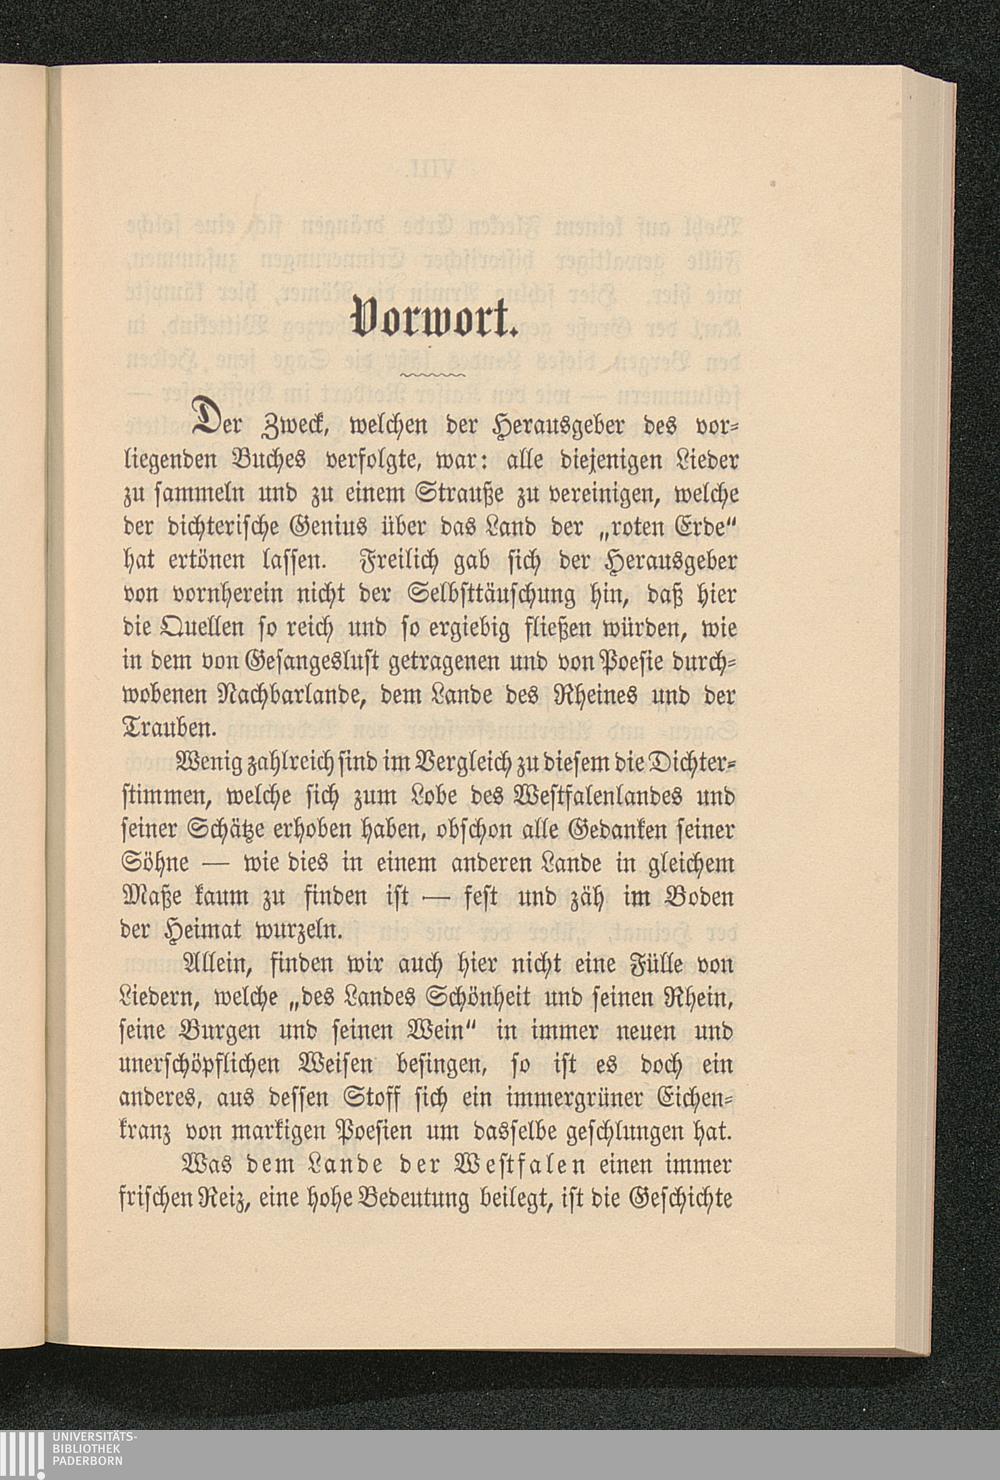 Vorwort.
Der Zweck, welchen der Herausgeber des vor-
liegenden Buches verfolgte, war: alle diejenigen Lieder
zu sammeln und zu einem Strauße zu vereinigen, welche
der dichterische Genius über das Land der „roten Erde“
hat ertönen lassen. Freilich gab sich der Herausgeber
von vornherein nicht der Selbsttäuschung hin, daß hier
die Quellen so reich und so ergiebig fließen würden, wie
in dem von Gesangeslust getragenen und von Poesie durch-
wobenen Nachbarlande, dem Lande des Rheines und der
Trauben.
Wenig zahlreich sind im Vergleich zu diesem die Dichter-
stimmen, welche sich zum Lobe des Westfalenlandes und
seiner Schätze erhoben haben, obschon alle Gedanken seiner
Söhne — wie dies in einem anderen Lande in gleichem
Maße kaum zu finden ist — fest und zäh im Boden
der Heimat wurzeln.
Allein, finden wir auch hier nicht eine Fülle von
Liedern, welche „des Landes Schönheit und seinen Rhein,
seine Burgen und seinen Wein“ in immer neuen und
unerschöpflichen Weisen besingen, so ist es doch ein
anderes, aus dessen Stoff sich ein immergrüner Eichen-
kranz von markigen Poesien um dasselbe geschlungen hat.
Was dem Lande der Westfalen einen immer
frischen Reiz, eine hohe Bedeutung beilegt, ist die Geschichte
UNIVERSITÄTS-
BIBLIOTHEK
PADERBORN